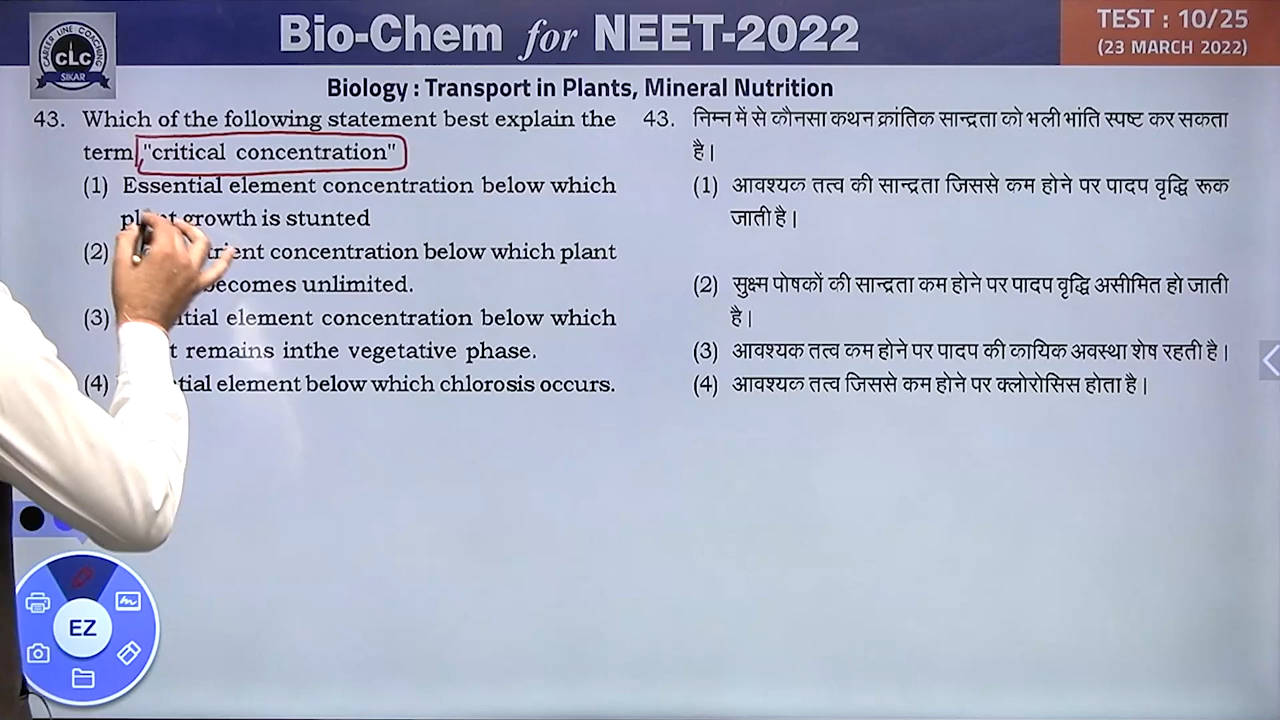 CAREER LINE COACHING
CLC
SIKAR
Bio-Chem for NEET-2022
TEST : 10/25
(23 MARCH 2022)
Biology : Transport in Plants, Mineral Nutrition
43. Which of the following statement best explain the
term ,"critical concentration"
(1) Essential element concentration below which
plant growth is stunted
(2) concentration below which plant
becomes unlimited.
(3) element concentration below which
remains inthe vegetative phase.
(4) element below which chlorosis occurs.
43. निम्न में से कौनसा कथन क्रांतिक सान्द्रता को भली भांति स्पष्ट कर सकता
है।
(1) आवश्यक तत्व की सान्द्रता जिससे कम होने पर पादप वृद्धि रूक
जाती है।
(2) सुक्ष्म पोषकों की सान्द्रता कम होने पर पादप वृद्धि असीमित हो जाती
है।
(3) आवश्यक तत्व कम होने पर पादप की कायिक अवस्था शेष रहती है।
(4) आवश्यक तत्व जिससे कम होने पर क्लोरोसिस होता है।
EZ